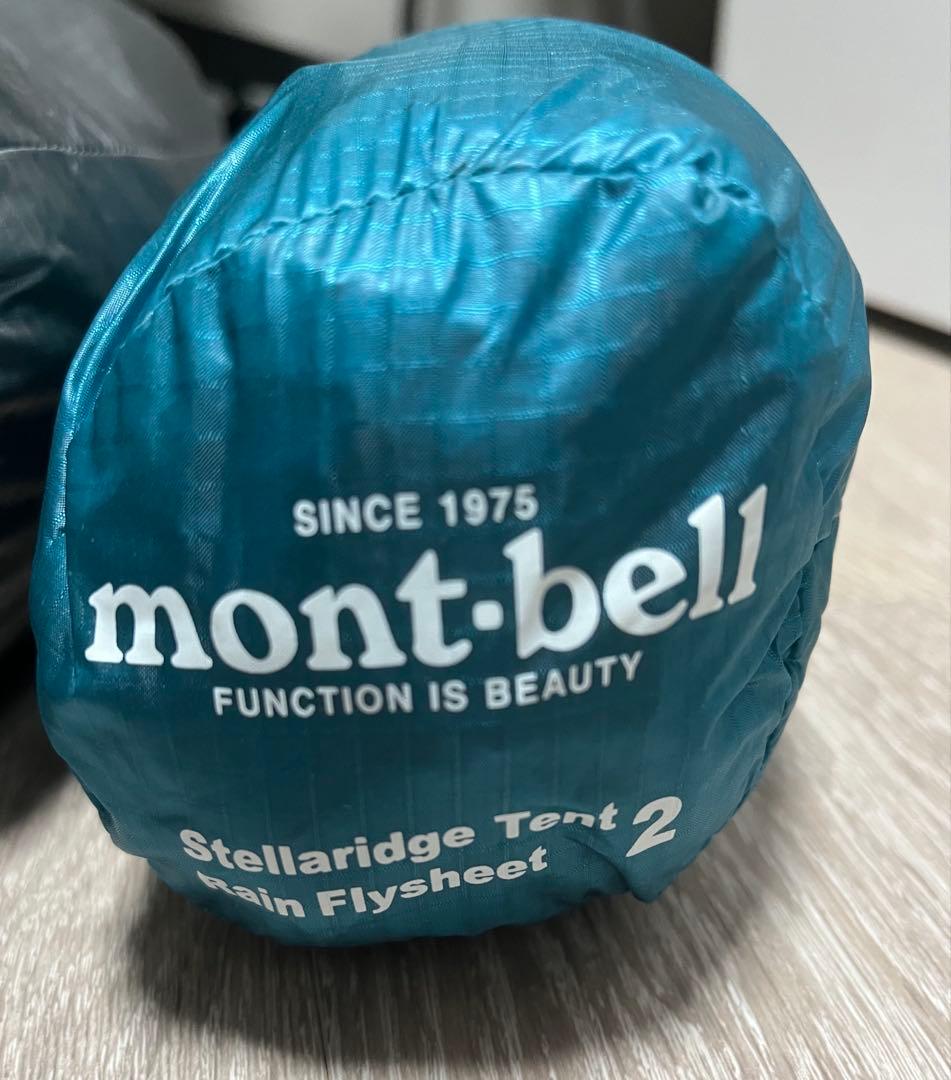 SINCE 1975
mont·bell
FUNCTION IS BEAUTY
Stellaridge Tent 2
Rain Flysheet